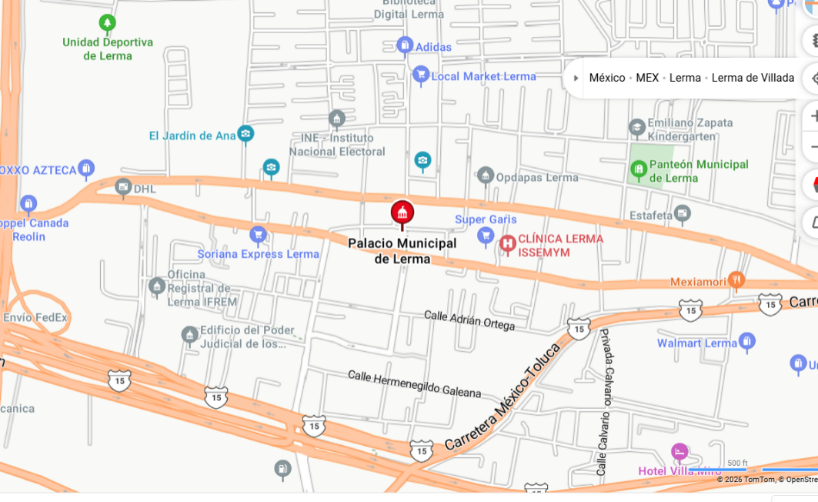 Biblioteca
Digital Lerma
Unidad Deportiva
de Lerma
Adidas
Local Market Lerma
México · MEX · Lerma · Lerma de Villada
El Jardín de Ana
INE - Instituto
Nacional Electoral
Emiliano Zapata
Kindergarten
OXXO AZTECA
DHL
Opdapas Lerma
Panteón Municipal
de Lerma
Coppel Canada
Reolin
Super Garis
Estafeta
Soriana Express Lerma
Palacio Municipal
de Lerma
CLÍNICA LERMA
ISSEMYM
Oficina
Registral de
Lerma IFREM
Mexiamori
Envío FedEx
Edificio del Poder
Judicial de los...
Calle Adrián Ortega
15
15
15
Carr
Walmart Lerma
Privada Calvario
Carretera México-Toluca
Calle Hermenegildo Galeana
15
15
15
15
15
Calle Calvario
canica
Hotel Villa Miro
500 ft
© 2026 TomTom, © OpenStre